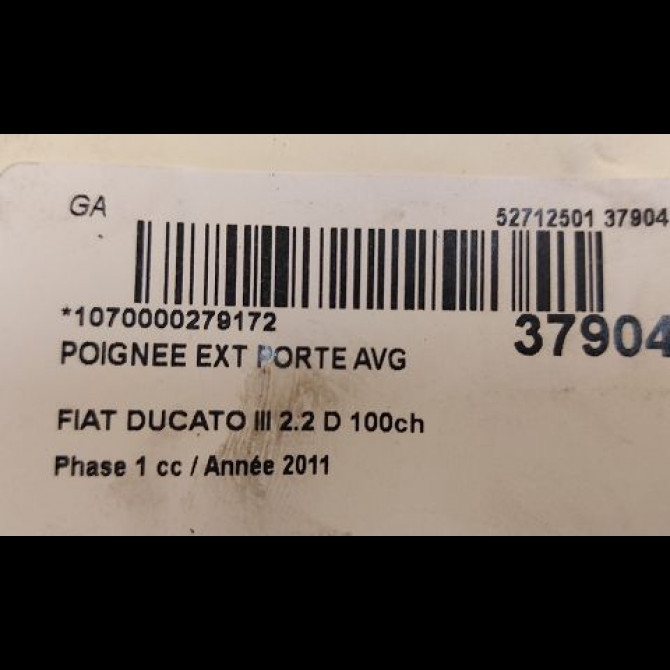 GA
52712501 37904
*1070000279172
37904
POIGNEE EXT PORTE AVG
FIAT DUCATO III 2.2 D 100ch
Phase 1 cc / Année 2011